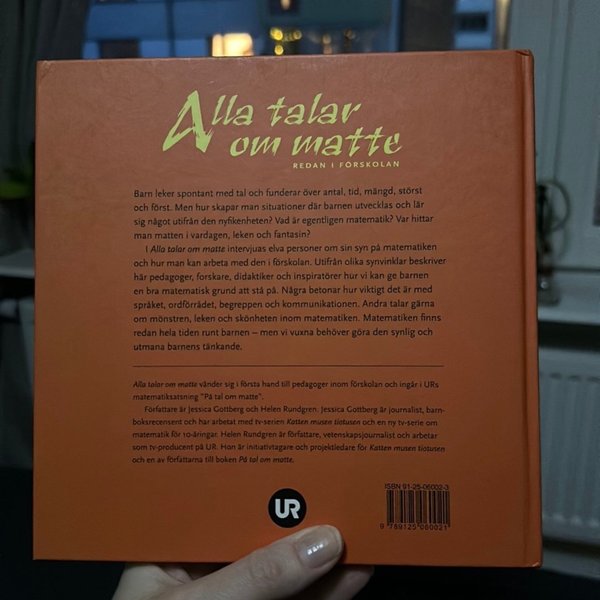 Alla talar
om matte
REDAN I FÖRSKOLAN
Barn leker spontant med tal och funderar över antal, tid, mängd, störst
och först. Men hur skapar man situationer där barnen utvecklas och lär
sig något utifrån den nyfikenheten? Vad är egentligen matematik? Var hittar
man matten i vardagen, leken och fantasin?
I Alla talar om matte intervjuas elva personer om sin syn på matematiken
och hur man kan arbeta med den i förskolan. Utifrån olika synvinklar beskriver
här pedagoger, forskare, didaktiker och inspiratörer hur vi kan ge barnen
en bra matematisk grund att stå på. Några betonar hur viktigt det är med
språket, ordförrådet, begreppen och kommunikationen. Andra talar gärna
om mönstren, leken och skönheten inom matematiken. Matematiken finns
redan hela tiden runt barnen – men vi vuxna behöver göra den synlig och
utmana barnens tänkande.
Alla talar om matte vänder sig i första hand till pedagoger inom förskolan och ingår i URs
matematiksatsning "På tal om matte".
Författare är Jessica Gottberg och Helen Rundgren. Jessica Gottberg är journalist, barn-
boksrecensent och har arbetat med tv-serien Katten musen tiotusen och en ny tv-serie om
matematik för 10-åringar. Helen Rundgren är författare, vetenskapsjournalist och arbetar
som tv-producent på UR. Hon är initiativtagare och projektledare för Katten musen tiotusen
och en av författarna till boken På tal om matte.
ISBN 91-25-06002-3
UR
9 789125 060021